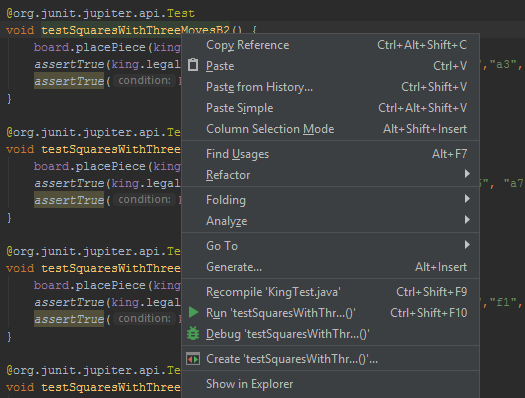 @org.junit.jupiter.api.Test
void testSquaresWithThreeMovesB2() {
board.placePiece(king
assertTrue(king.legal ,"a3",
assertTrue( condition:
}
@org.junit.jupiter.api.Te
void testSquaresWithThree
board.placePiece(king
assertTrue(king.legal , "a7
assertTrue( condition:
}
@org.junit.jupiter.api.Te
void testSquaresWithThree
board.placePiece(king
assertTrue(king.legal ,"f1",
assertTrue( condition:
}
@org.junit.jupiter.api.Te
void testSquaresWithThree
Copy Reference Ctrl+Alt+Shift+C
Paste Ctrl+V
Paste from History... Ctrl+Shift+V
Paste Simple Ctrl+Alt+Shift+V
Column Selection Mode Alt+Shift+Insert
Find Usages Alt+F7
Refactor
Folding
Analyze
Go To
Generate... Alt+Insert
Recompile 'KingTest.java' Ctrl+Shift+F9
Run 'testSquaresWithThr...()' Ctrl+Shift+F10
Debug 'testSquaresWithThr...()'
Create 'testSquaresWithThr...()'...
Show in Explorer